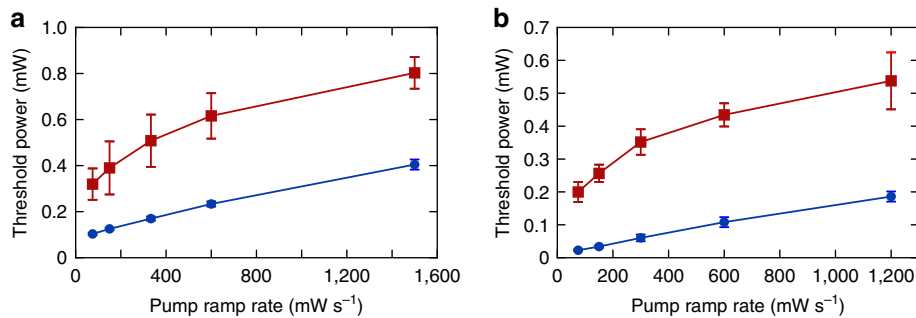 a
Threshold power (mW)
1.0
0.8
0.6
0.4
0.2
0
0 400 800 1,200 1,600
Pump ramp rate (mW s⁻¹)
b
Threshold power (mW)
0.7
0.6
0.5
0.4
0.3
0.2
0.1
0
0 200 400 600 800 1,000 1,200
Pump ramp rate (mW s⁻¹)